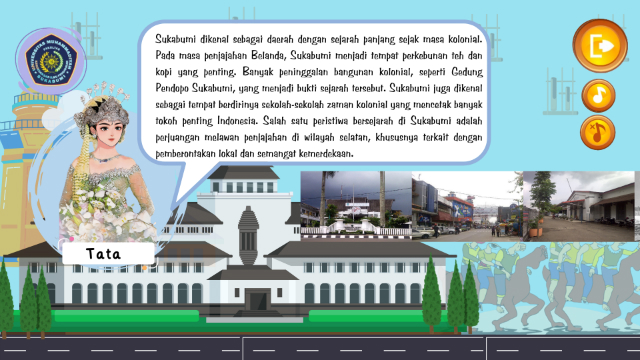 Sukabumi dikenal sebagai daerah dengan sejarah panjang sejak masa kolonial.
Pada masa penjajahan Belanda, Sukabumi menjadi tempat perkebunan teh dan
kopi yang penting. Banyak peninggalan bangunan kolonial, seperti Gedung
Pendopo Sukabumi, yang menjadi bukti sejarah tersebut. Sukabumi juga dikenal
sebagai tempat berdirinya sekolah-sekolah zaman kolonial yang mencetak banyak
tokoh penting Indonesia. Salah satu peristiwa bersejarah di Sukabumi adalah
perjuangan melawan penjajahan di wilayah selatan, khususnya terkait dengan
pemberontakan lokal dan semangat kemerdekaan.
Tata